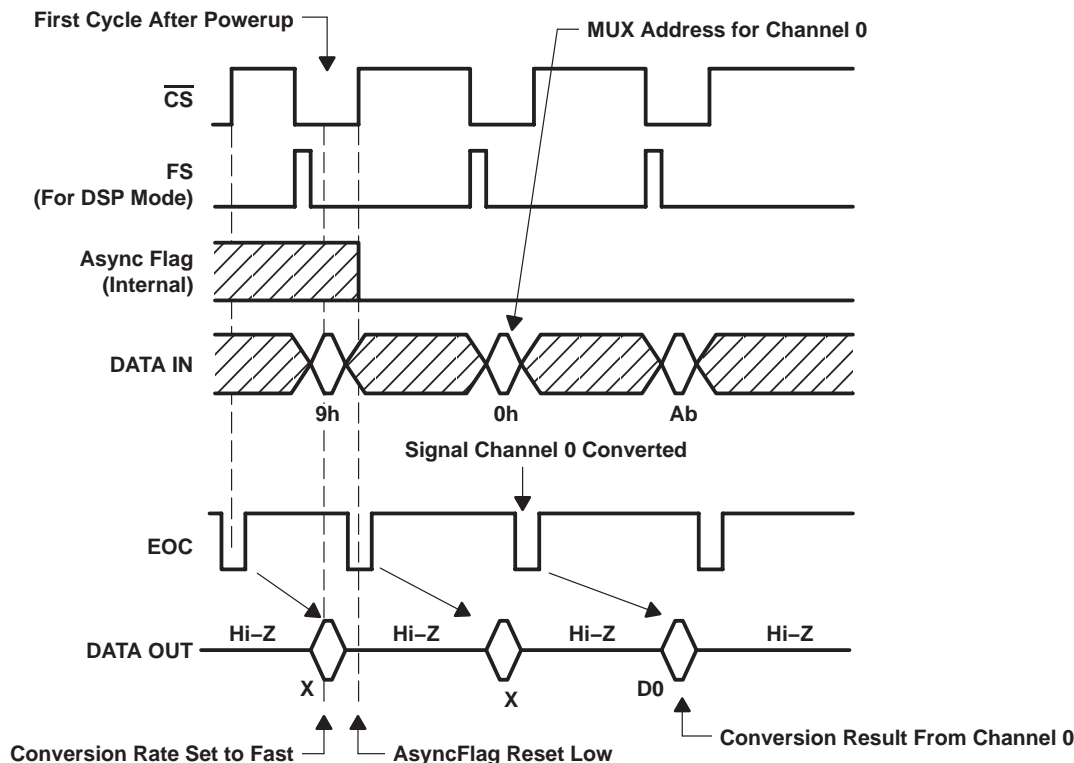 First Cycle After Powerup
MUX Address for Channel 0
CS
FS
(For DSP Mode)
Async Flag
(Internal)
DATA IN
9h
0h
Ab
Signal Channel 0 Converted
EOC
Hi–Z
Hi–Z
Hi–Z
Hi–Z
DATA OUT
X
X
D0
Conversion Rate Set to Fast
AsyncFlag Reset Low
Conversion Result From Channel 0